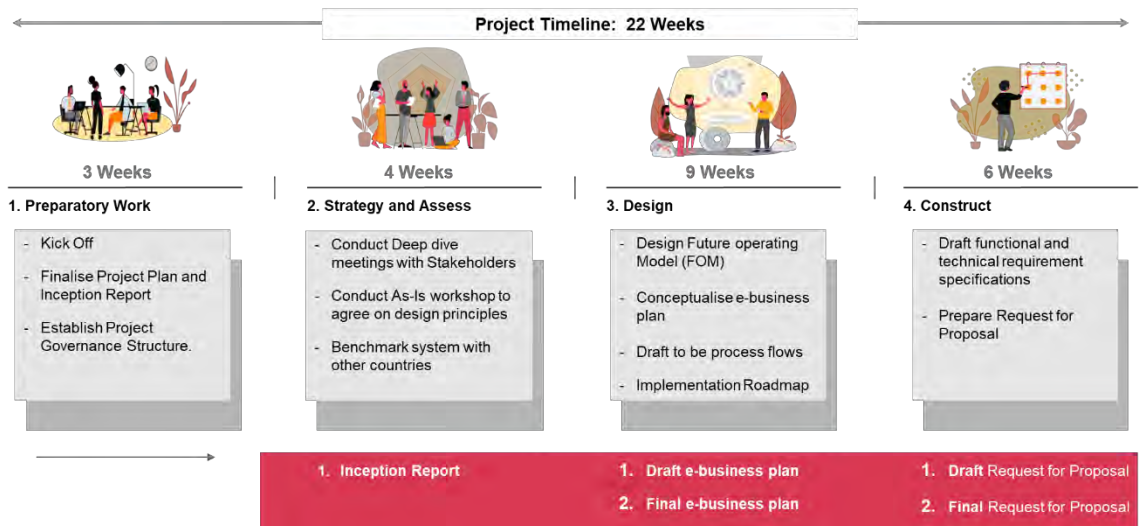 Project Timeline: 22 Weeks
3 Weeks
4 Weeks
9 Weeks
6 Weeks
1. Preparatory Work
- Kick Off
- Finalise Project Plan and
Inception Report
- Establish Project
Governance Structure.
2. Strategy and Assess
- Conduct Deep dive
meetings with Stakeholders
- Conduct As-Is workshop to
agree on design principles
- Benchmark system with
other countries
3. Design
- Design Future operating
Model (FOM)
- Conceptualise e-business
plan
- Draft to be process flows
- Implementation Roadmap
4. Construct
- Draft functional and
technical requirement
specifications
- Prepare Request for
Proposal
1. Inception Report
1. Draft e-business plan
2. Final e-business plan
1. Draft Request for Proposal
2. Final Request for Proposal